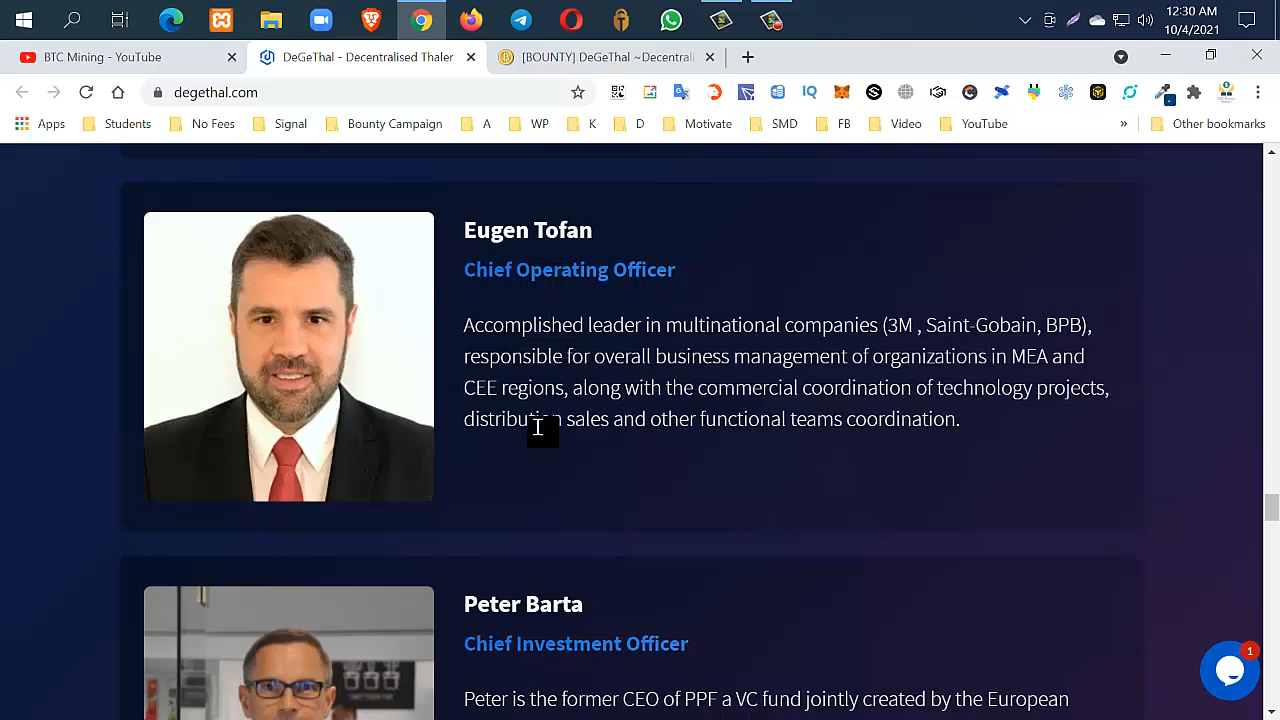 12:30 AM
10/4/2021
BTC Mining - YouTube
DeGeThal - Decentralised Thaler
[BOUNTY] DeGeThal ~Decentrali
degethal.com
Apps
Students
No Fees
Signal
Bounty Campaign
A
WP
K
D
Motivate
SMD
FB
Video
YouTube
»
Other bookmarks
Eugen Tofan
Chief Operating Officer
Accomplished leader in multinational companies (3M , Saint-Gobain, BPB),
responsible for overall business management of organizations in MEA and
CEE regions, along with the commercial coordination of technology projects,
distribution sales and other functional teams coordination.
Peter Barta
Chief Investment Officer
Peter is the former CEO of PPF a VC fund jointly created by the European
1